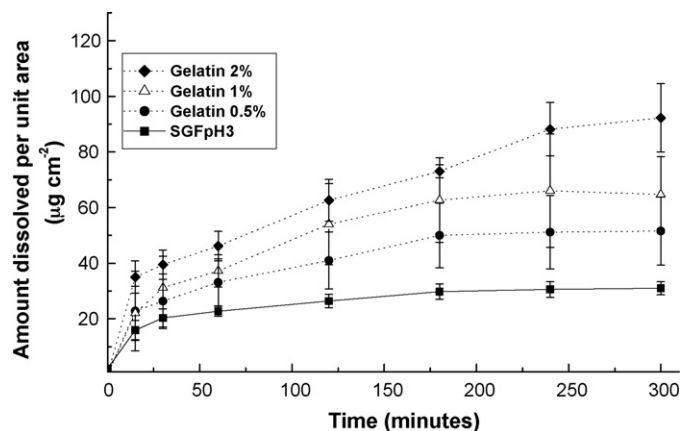 Amount dissolved per unit area
(µg cm⁻²)
120
100
80
60
40
20
Gelatin 2%
Gelatin 1%
Gelatin 0.5%
SGFpH3
0 50 100 150 200 250 300
Time (minutes)